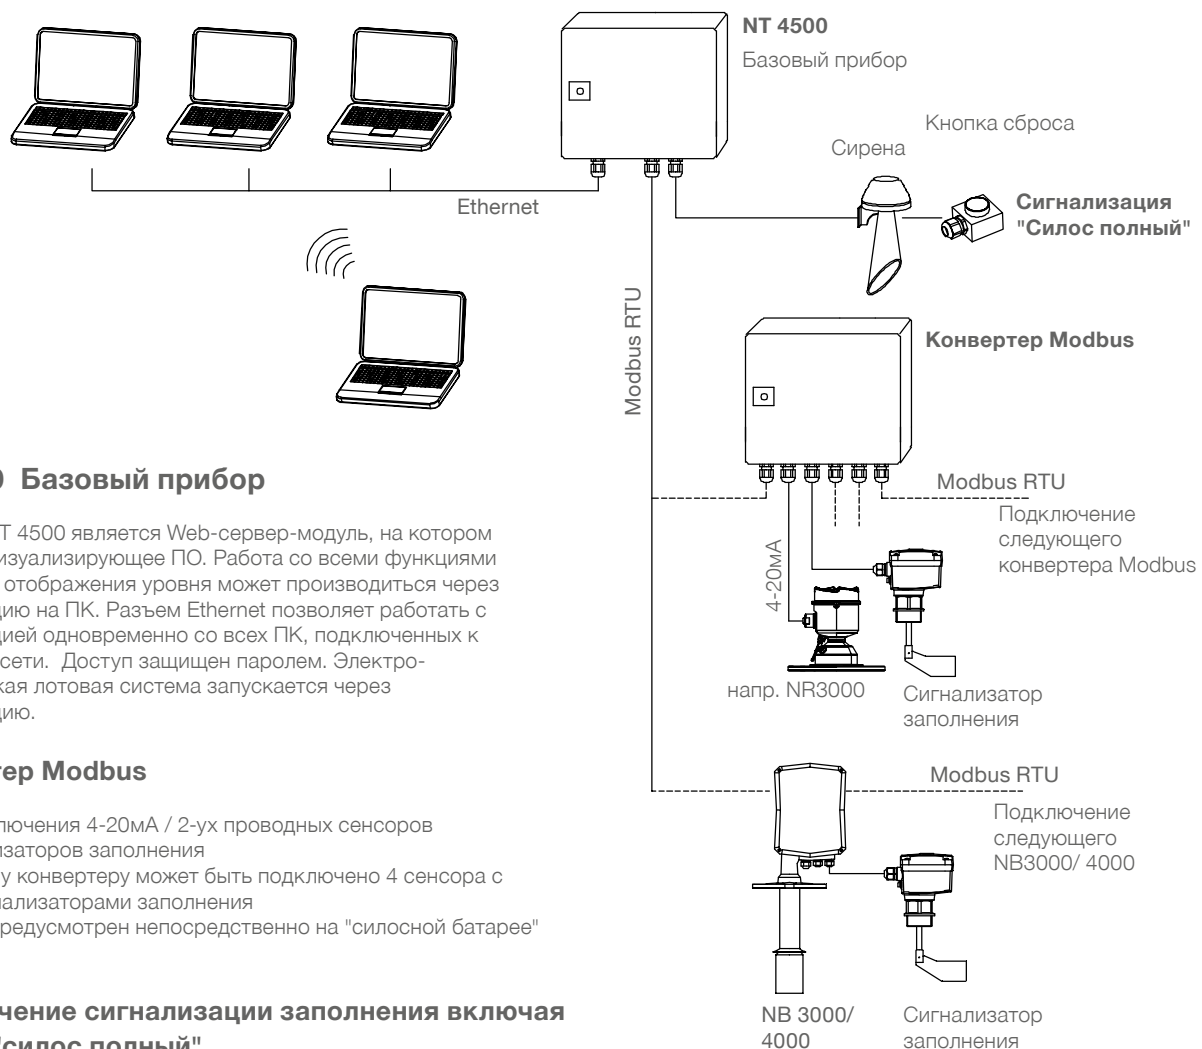 NT 4500
Базовый прибор
Кнопка сброса
Сирена
Сигнализация
"Силос полный"
Ethernet
Modbus RTU
Конвертер Modbus
Modbus RTU
Подключение
следующего
конвертера Modbus
4-20мА
напр. NR3000
Сигнализатор
заполнения
Modbus RTU
Подключение
следующего
NB3000/ 4000
NB 3000/
4000
Сигнализатор
заполнения
Базовый прибор
T 4500 является Web-сервер-модуль, на котором
изуализирующее ПО. Работа со всеми функциями
отображения уровня может производиться через
цию на ПК. Разъем Ethernet позволяет работать с
цией одновременно со всех ПК, подключенных к
сети. Доступ защищен паролем. Электро-
кая лотовая система запускается через
цию.
тер Modbus
лючения 4-20мА / 2-ух проводных сенсоров
изаторов заполнения
у конвертеру может быть подключено 4 сенсора с
нализаторами заполнения
редусмотрен непосредственно на "силосной батарее"
чение сигнализации заполнения включая
"силос полный"